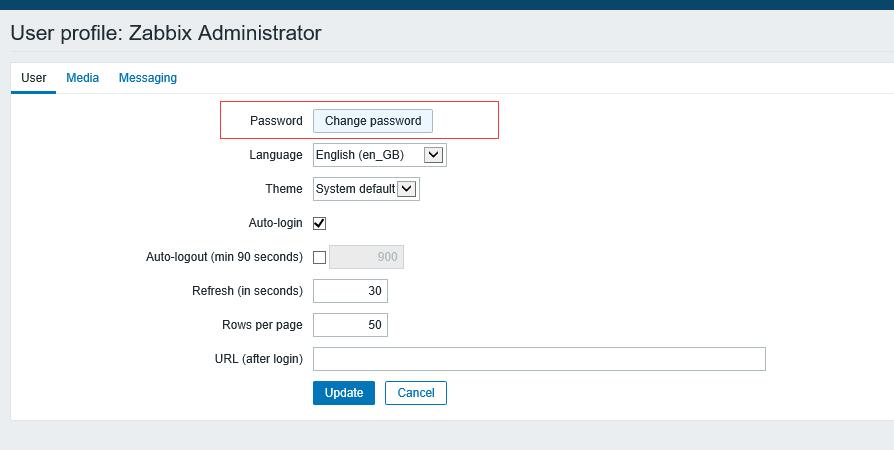 User profile: Zabbix Administrator
User Media Messaging
Password Change password
Language English (en_GB)
Theme System default
Auto-login
Auto-logout (min 90 seconds) 900
Refresh (in seconds) 30
Rows per page 50
URL (after login)
Update Cancel